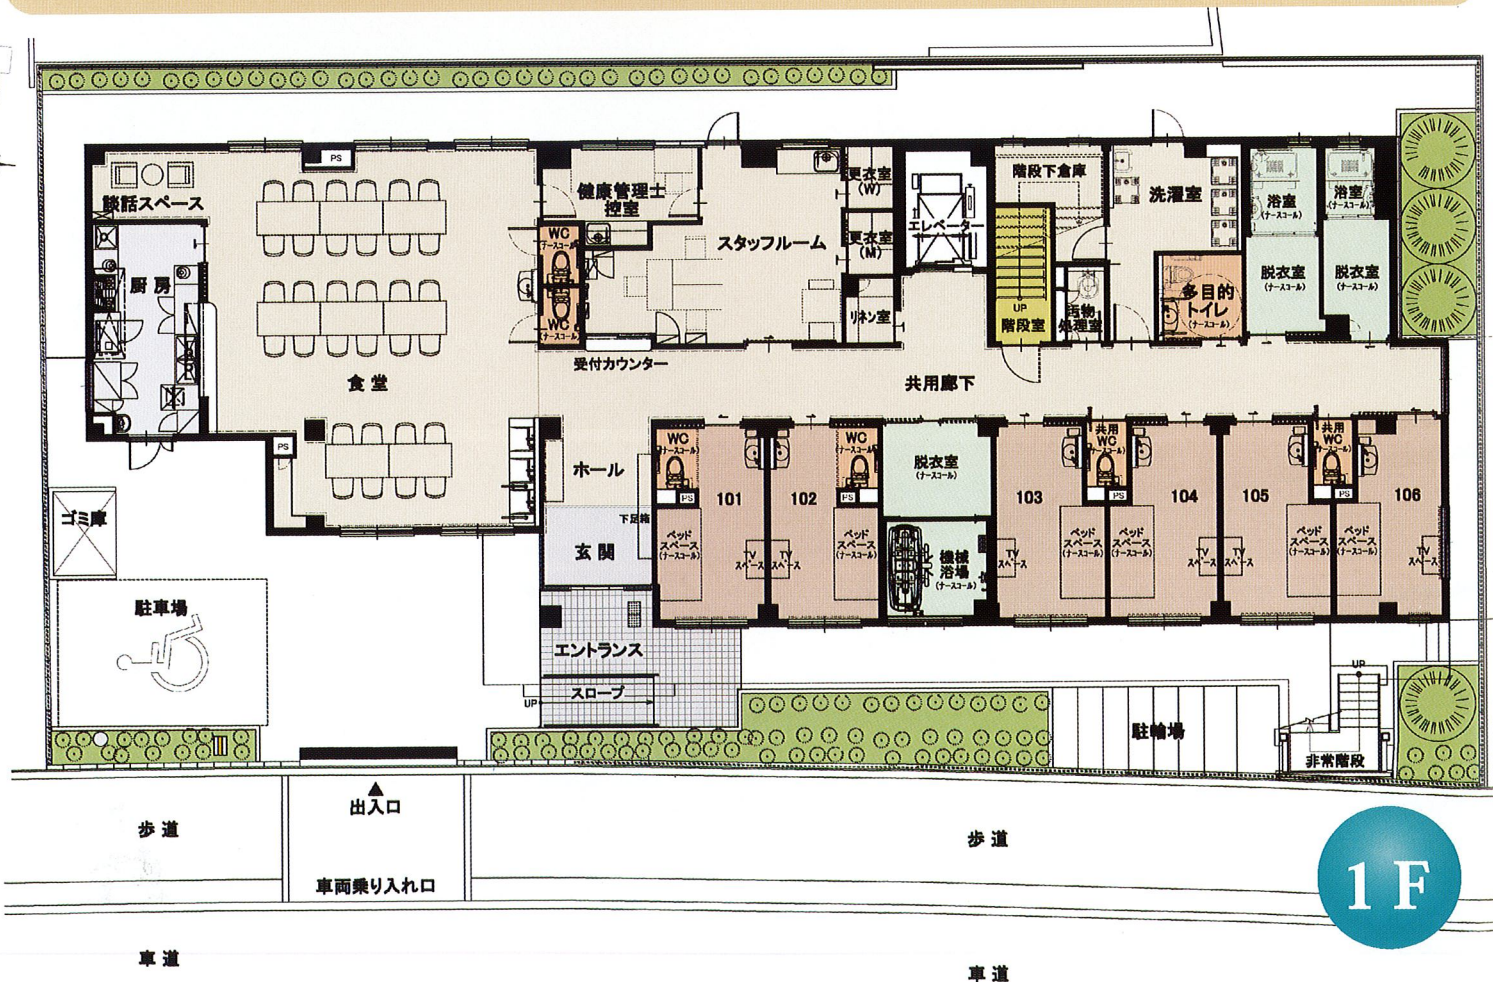 PS
談話スペース
健康管理士
控室
更衣室
(W)
階段下倉庫
洗濯室
浴室
(ナースコール)
浴室
(ナースコール)
WC
(ナースコール)
スタッフルーム
更衣室
(M)
エレベーター
厨房
脱衣室
(ナースコール)
脱衣室
(ナースコール)
多目的
トイレ
(ナースコール)
WC
(ナースコール)
リネン室
UP
階段室
汚物
処理室
受付カウンター
食堂
共用廊下
PS
ホール
WC
(ナースコール)
PS
101
102
WC
(ナースコール)
PS
脱衣室
(ナースコール)
103
共用
WC
(ナースコール)
PS
104
105
共用
WC
(ナースコール)
PS
106
ゴミ庫
下足箱
玄関
ベッド
スペース
(ナースコール)
TV
スペース
TV
スペース
ベッド
スペース
(ナースコール)
機械
浴場
(ナースコール)
TV
スペース
ベッド
スペース
(ナースコール)
ベッド
スペース
(ナースコール)
TV
スペース
TV
スペース
ベッド
スペース
(ナースコール)
ベッド
スペース
(ナースコール)
TV
スペース
駐車場
エントランス
スロープ
UP
UP
駐輪場
非常階段
出入口
歩道
歩道
車両乗り入れ口
1F
車道
車道